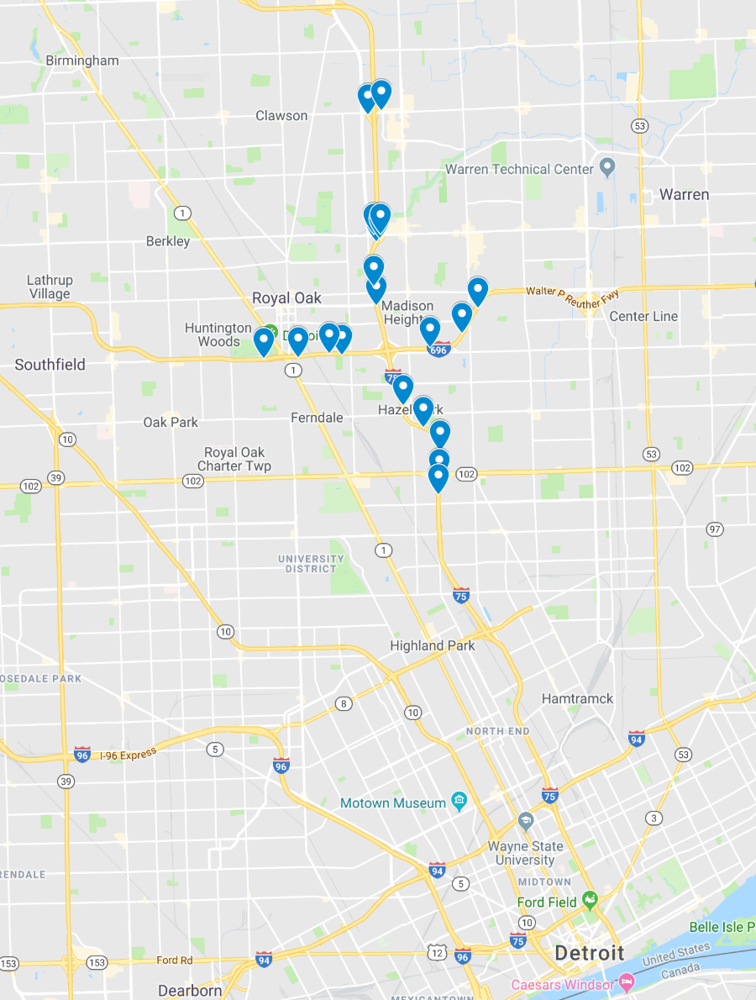 Birmingham
Clawson
53
Warren Technical Center
Warren
1
Berkley
Lathrup
Village
Royal Oak
Walter P Reuther Fwy
Madison
Heights
Center Line
Huntington
Woods
Detroi
696
Southfield
1
75
Hazel Park
Oak Park
Ferndale
10
Royal Oak
Charter Twp
39
53
102
102
102
102
97
1
UNIVERSITY
DISTRICT
75
10
Highland Park
OSEDALE PARK
8
Hamtramck
10
NORTH END
94
5
96
I-96 Express
96
53
39
75
Motown Museum
3
Wayne State
University
94
RENDALE
5
MIDTOWN
Ford Field
10
Belle Isle P
75
12
96
Detroit
153
153
Ford Rd
94
United States
Canada
Dearborn
Caesars Windsor
MEXICANTOWN